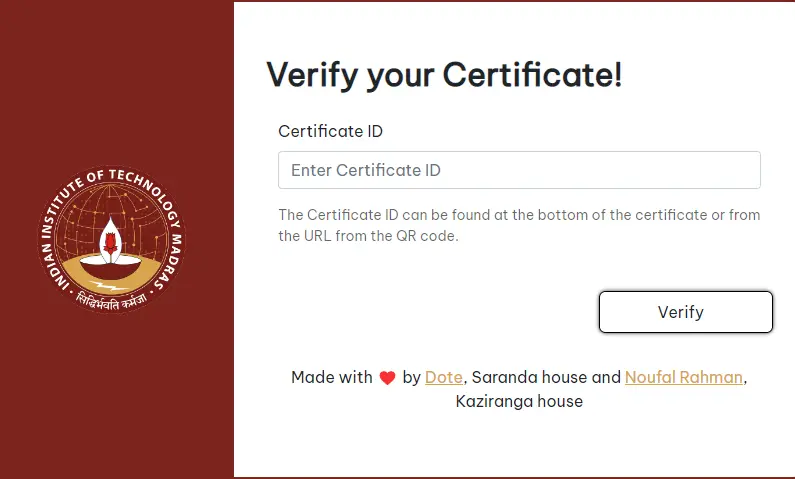 INDIAN INSTITUTE OF TECHNOLOGY MADRAS
सिद्धिर्भवति कर्मजा
Verify your Certificate!
Certificate ID
Enter Certificate ID
The Certificate ID can be found at the bottom of the certificate or from
the URL from the QR code.
Verify
Made with ❤️ by Dote, Saranda house and Noufal Rahman,
Kaziranga house